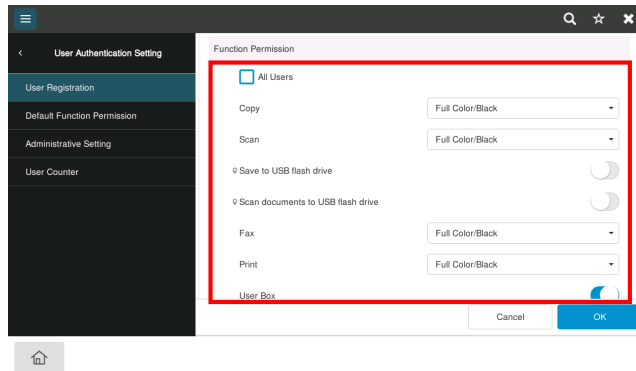 User Authentication Setting
User Registration
Default Function Permission
Administrative Setting
User Counter
Function Permission
All Users
Copy Full Color/Black
Scan Full Color/Black
Save to USB flash drive
Scan documents to USB flash drive
Fax Full Color/Black
Print Full Color/Black
User Box
Cancel OK